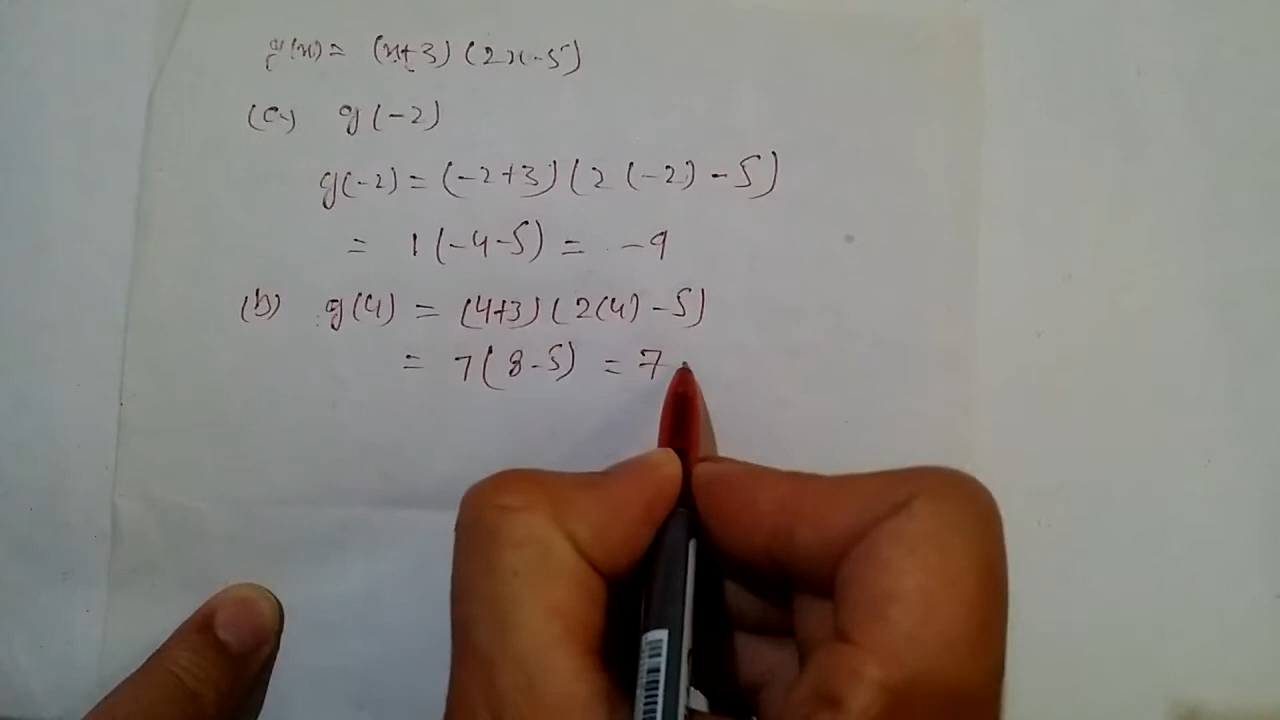 g(x) = (x+3) (2x-5)
(a) g(-2)
g(-2) = (-2+3) (2 (-2) - 5)
= 1 (-4-5) = -9
(b) g(4) = (4+3) (2(4) - 5)
= 7 (8-5) = 7